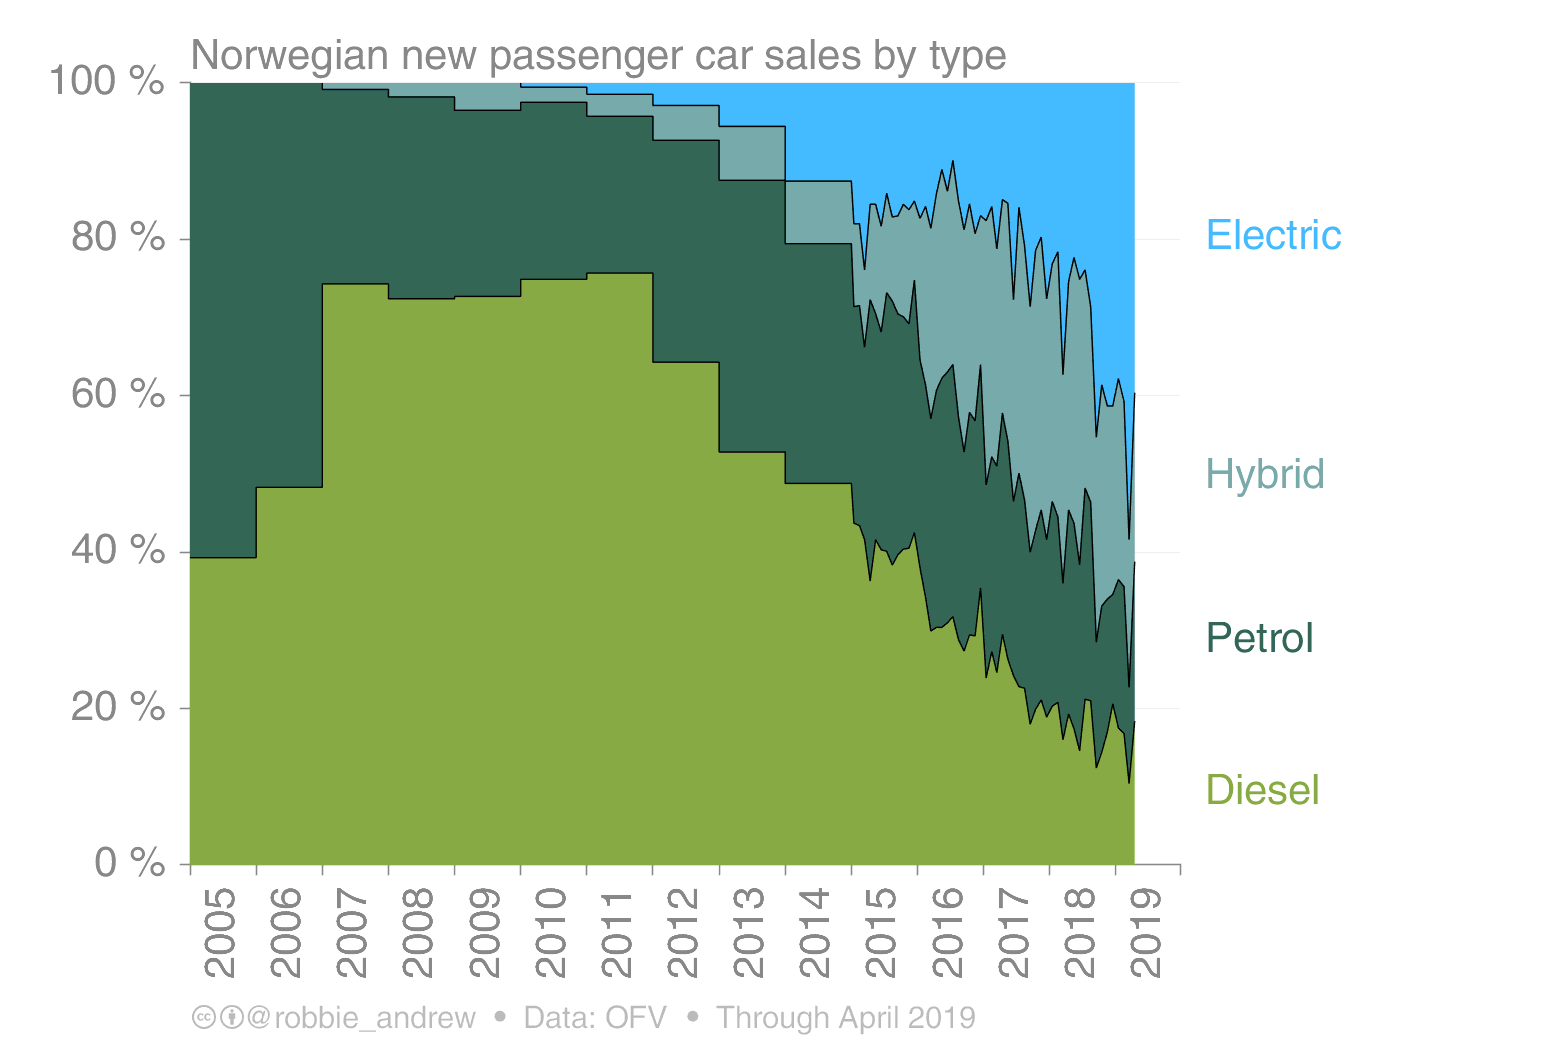 Norwegian new passenger car sales by type
100 %
80 %
60 %
40 %
20 %
0 %
Electric
Hybrid
Petrol
Diesel
2005 2006 2007 2008 2009 2010 2011 2012 2013 2014 2015 2016 2017 2018 2019
@robbie_andrew • Data: OFV • Through April 2019